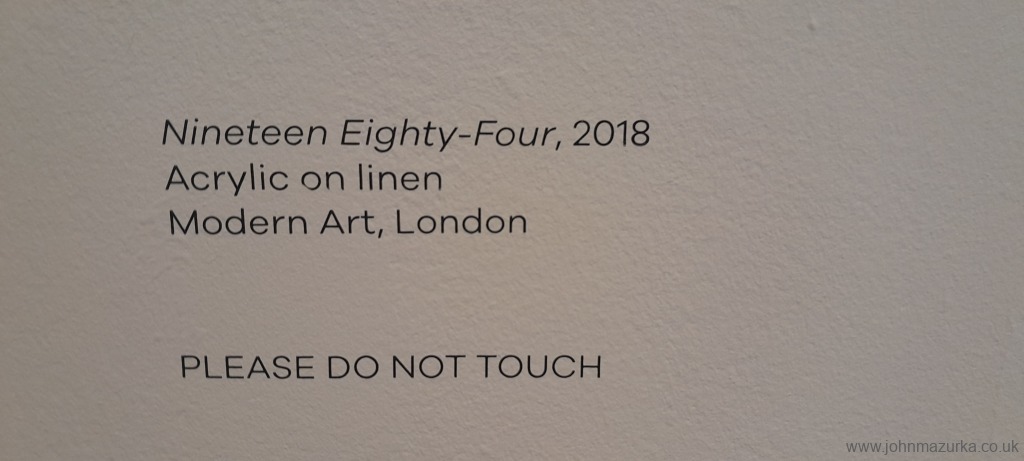 Nineteen Eighty-Four, 2018
Acrylic on linen
Modern Art, London
PLEASE DO NOT TOUCH
www.johnmazurka.co.uk